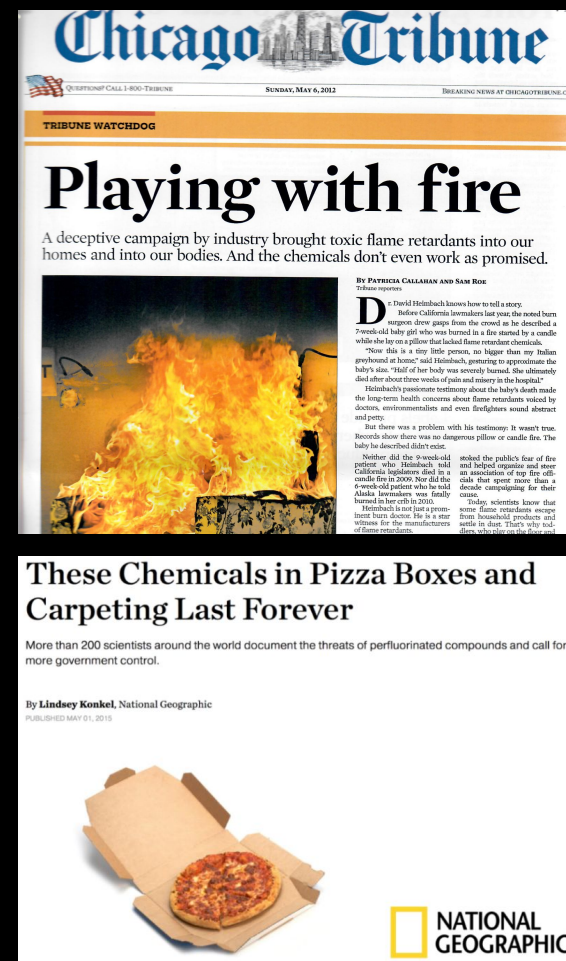 Chicago Tribune
QUESTIONS? CALL 1-800-TRIBUNE
SUNDAY, MAY 6, 2012
BREAKING NEWS AT CHICAGOTRIBUNE.C
TRIBUNE WATCHDOG
Playing with fire
A deceptive campaign by industry brought toxic flame retardants into our
homes and into our bodies. And the chemicals don't even work as promised.
BY PATRICIA CALLAHAN AND SAM ROE
Tribune reporters
Dr. David Heimbach knows how to tell a story.
Before California lawmakers last year, the noted burn
surgeon drew gasps from the crowd as he described a
7-week-old baby girl who was burned in a fire started by a candle
while she lay on a pillow that lacked flame retardant chemicals.
"Now this is a tiny little person, no bigger than my Italian
greyhound at home," said Heimbach, gesturing to approximate the
baby's size. "Half of her body was severely burned. She ultimately
died after about three weeks of pain and misery in the hospital."
Heimbach's passionate testimony about the baby's death made
the long-term health concerns about flame retardants voiced by
doctors, environmentalists and even firefighters sound abstract
and petty.
But there was a problem with his testimony: It wasn't true.
Records show there was no dangerous pillow or candle fire. The
baby he described didn't exist.
Neither did the 9-week-old
patient who Heimbach told
California legislators died in a
candle fire in 2009. Nor did the
6-week-old patient who he told
Alaska lawmakers was fatally
burned in her crib in 2010.
Heimbach is not just a prom-
inent burn doctor. He is a star
witness for the manufacturers
of flame retardants.
stoked the public's fear of fire
and helped organize and steer
an association of top fire offi-
cials that spent more than a
decade campaigning for their
cause.
Today, scientists know that
some flame retardants escape
from household products and
settle in dust. That's why tod-
dlers, who play on the floor and
T
These Chemicals in Pizza Boxes and
Carpeting Last Forever
More than 200 scientists around the world document the threats of perfluorinated compounds and call for
more government control.
By Lindsey Konkel, National Geographic
PUBLISHED MAY 01, 2015
NATIONAL
GEOGRAPHIC